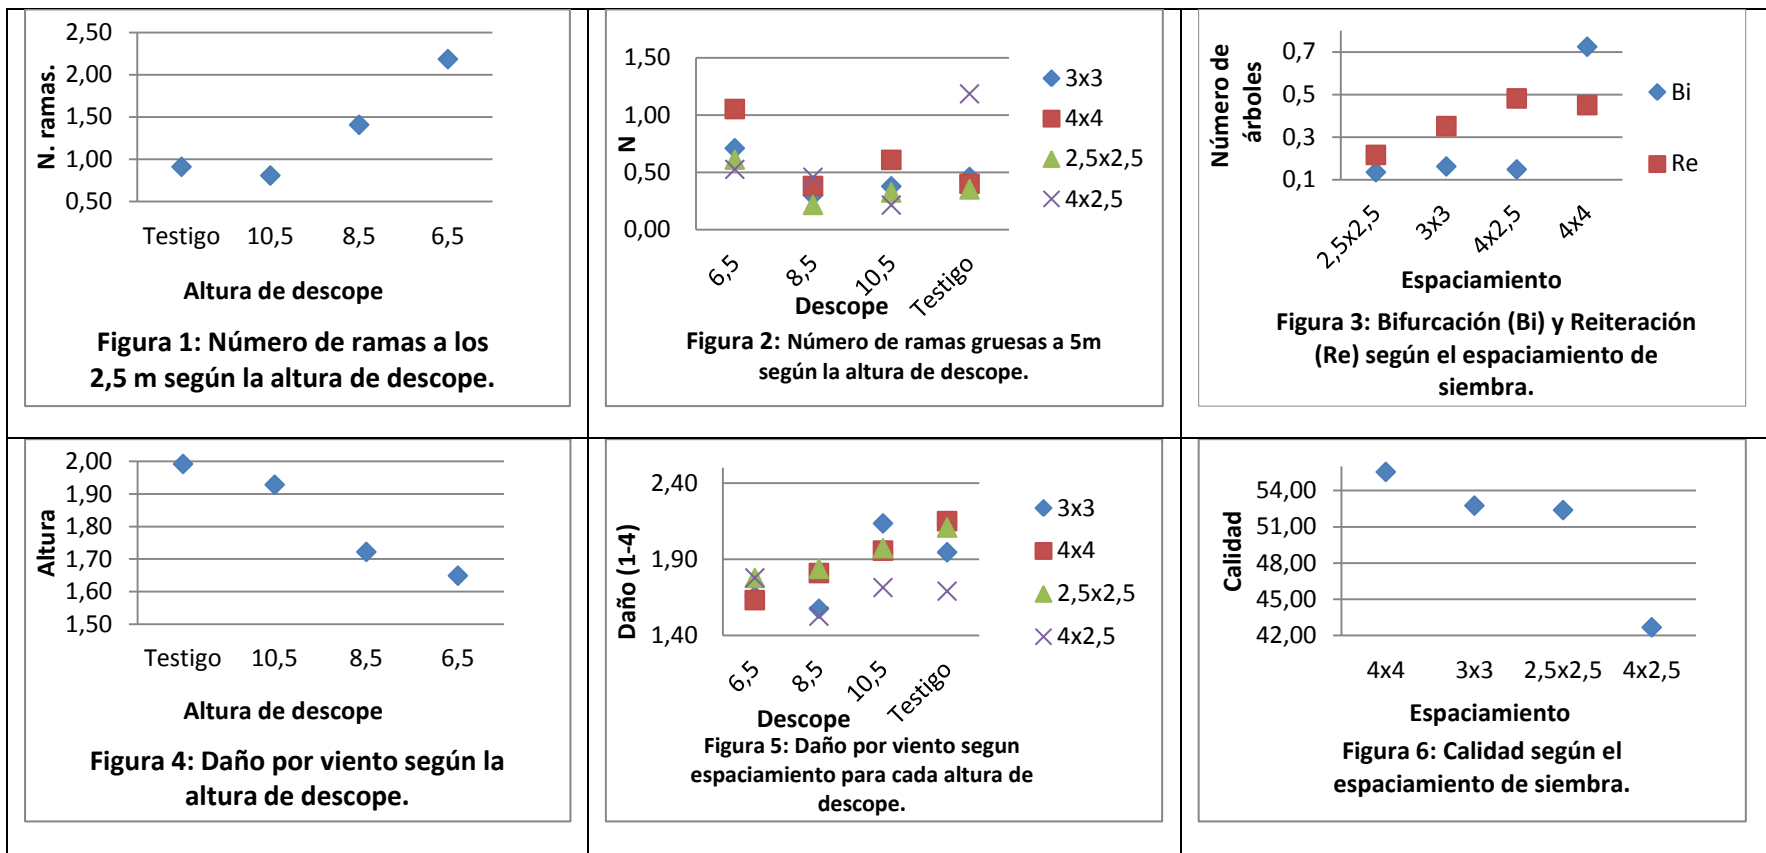 2,50
2,00
1,50
1,00
0,50
N. ramas.
Testigo 10,5 8,5 6,5
Altura de descope
Figura 1: Número de ramas a los
2,5 m según la altura de descope.
1,50
1,00
0,50
0,00
N
6,5 8,5 10,5 Testigo
Descope
3x3
4x4
2,5x2,5
4x2,5
Figura 2: Número de ramas gruesas a 5m
según la altura de descope.
0,7
0,5
0,3
0,1
Número de
árboles
2,5x2,5 3x3 4x2,5 4x4
Espaciamiento
Bi
Re
Figura 3: Bifurcación (Bi) y Reiteración
(Re) según el espaciamiento de
siembra.
2,00
1,90
1,80
1,70
1,60
1,50
Altura
Testigo 10,5 8,5 6,5
Altura de descope
Figura 4: Daño por viento según la
altura de descope.
2,40
1,90
1,40
Daño (1-4)
6,5 8,5 10,5 Testigo
Descope
3x3
4x4
2,5x2,5
4x2,5
Figura 5: Daño por viento segun
espaciamiento para cada altura de
descope.
54,00
51,00
48,00
45,00
42,00
Calidad
4x4 3x3 2,5x2,5 4x2,5
Espaciamiento
Figura 6: Calidad según el
espaciamiento de siembra.